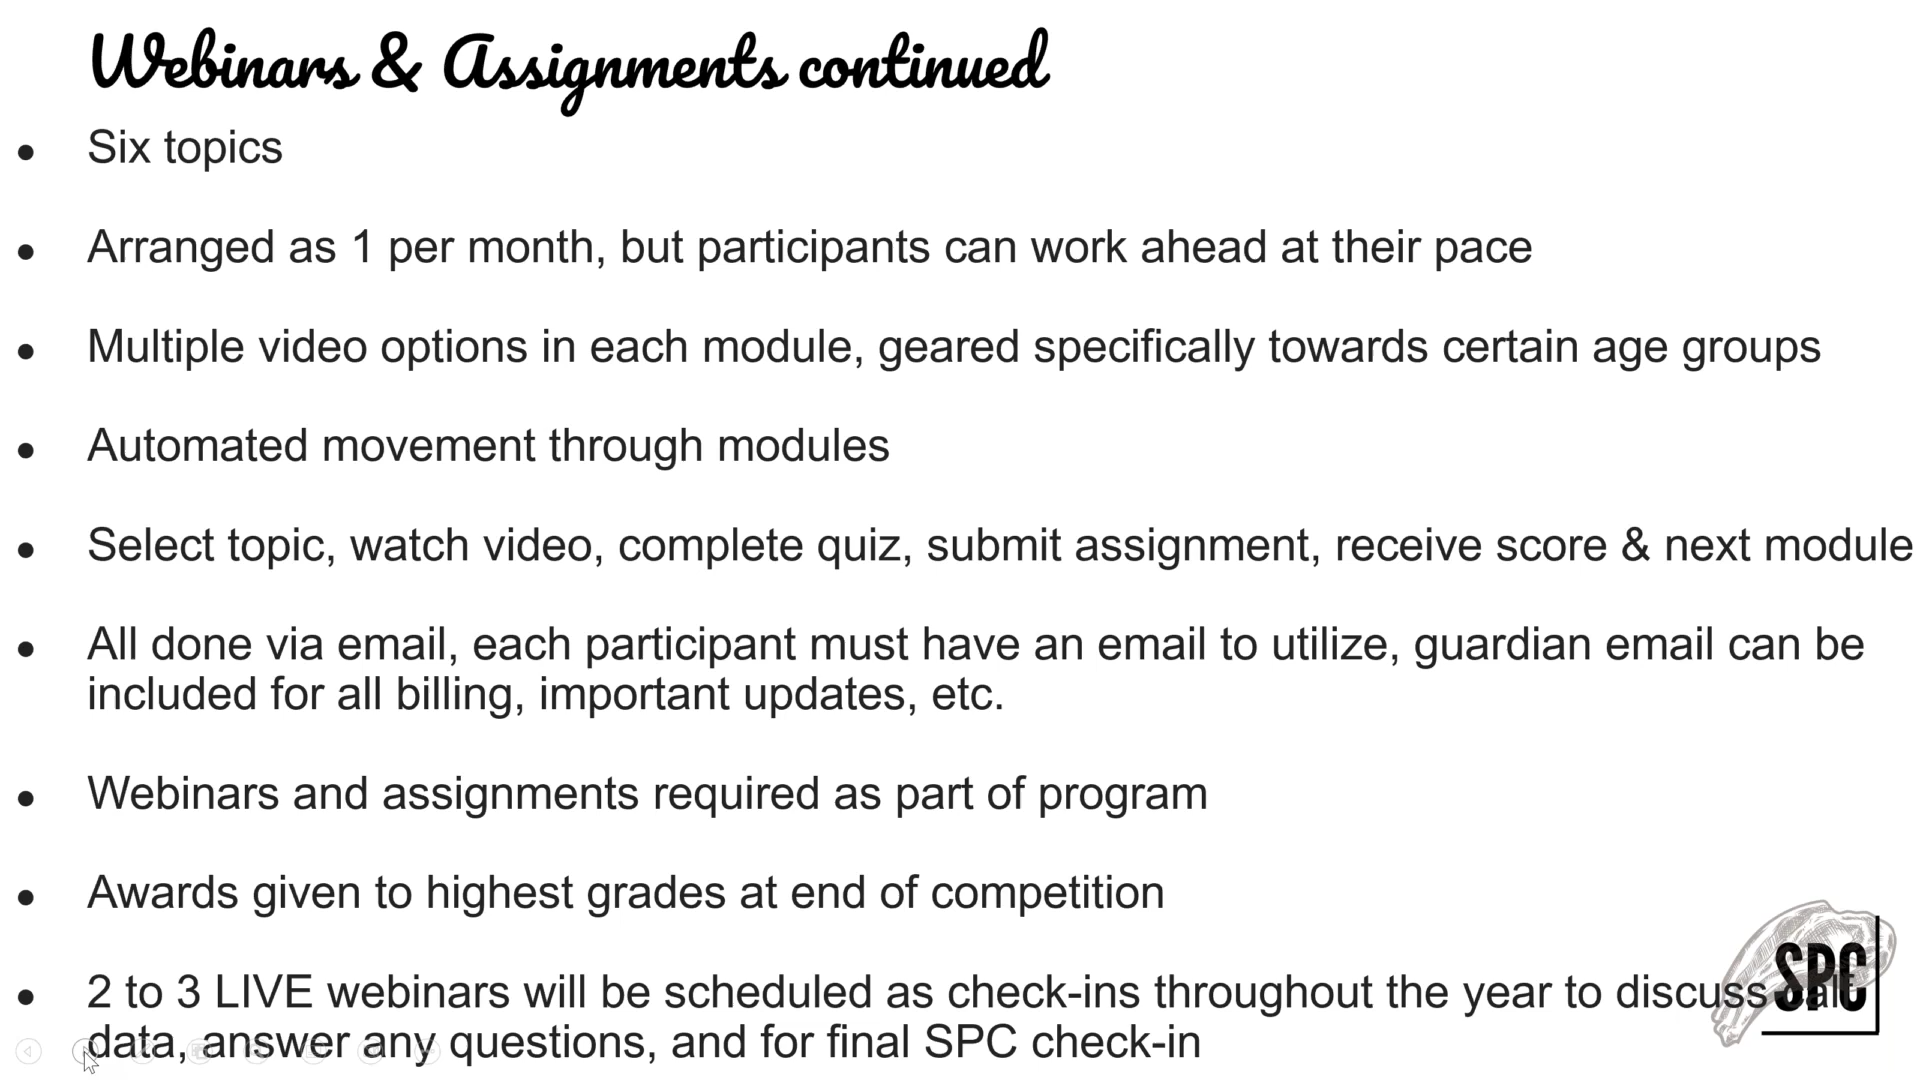 Webinars & Assignments continued
• Six topics
• Arranged as 1 per month, but participants can work ahead at their pace
• Multiple video options in each module, geared specifically towards certain age groups
• Automated movement through modules
• Select topic, watch video, complete quiz, submit assignment, receive score & next module
• All done via email, each participant must have an email to utilize, guardian email can be
included for all billing, important updates, etc.
• Webinars and assignments required as part of program
• Awards given to highest grades at end of competition
• 2 to 3 LIVE webinars will be scheduled as check-ins throughout the year to discuss
data, answer any questions, and for final SPC check-in
SPC